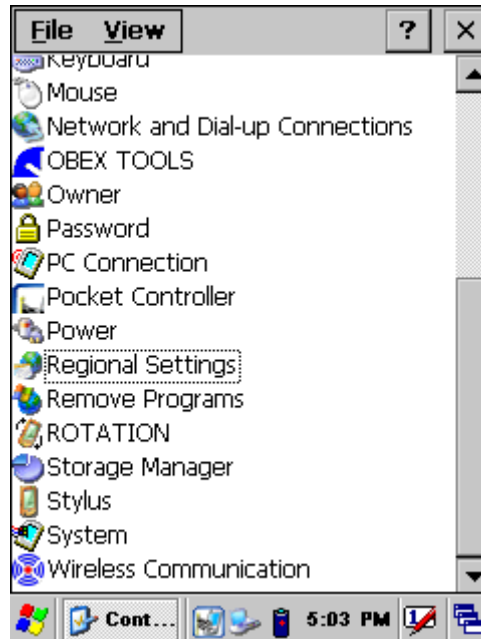 File View ? ×
Keyboard
Mouse
Network and Dial-up Connections
OBEX TOOLS
Owner
Password
PC Connection
Pocket Controller
Power
Regional Settings
Remove Programs
ROTATION
Storage Manager
Stylus
System
Wireless Communication
Cont... 5:03 PM